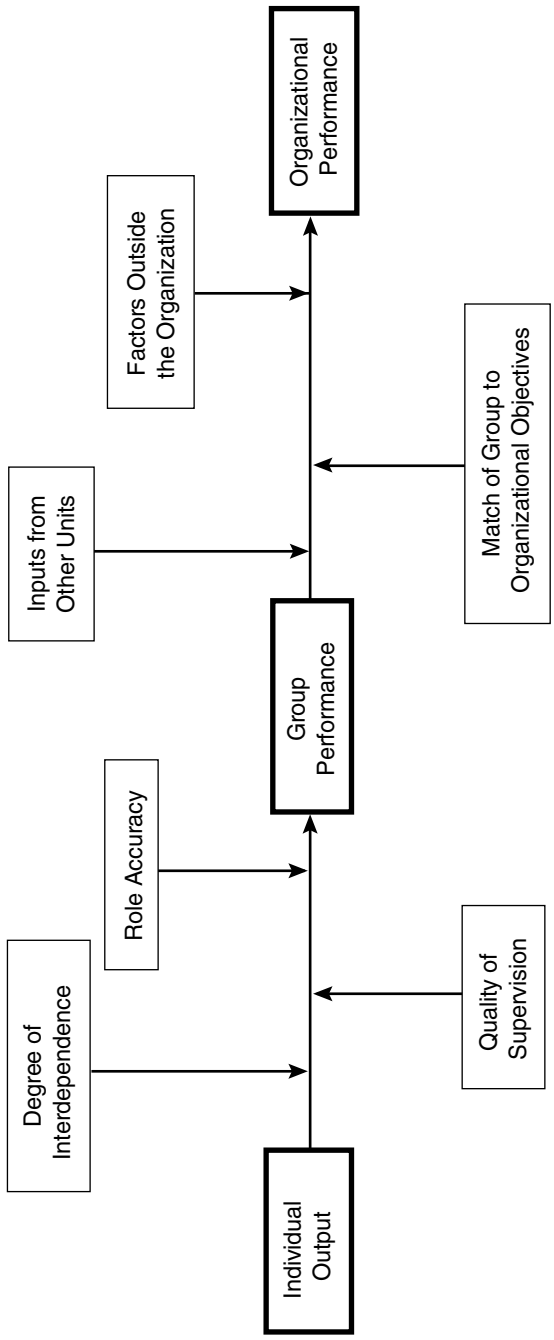 Individual
Output
Degree of
Interdependence
Role Accuracy
Quality of
Supervision
Group
Performance
Inputs from
Other Units
Factors Outside
the Organization
Match of Group to
Organizational Objectives
Organizational
Performance